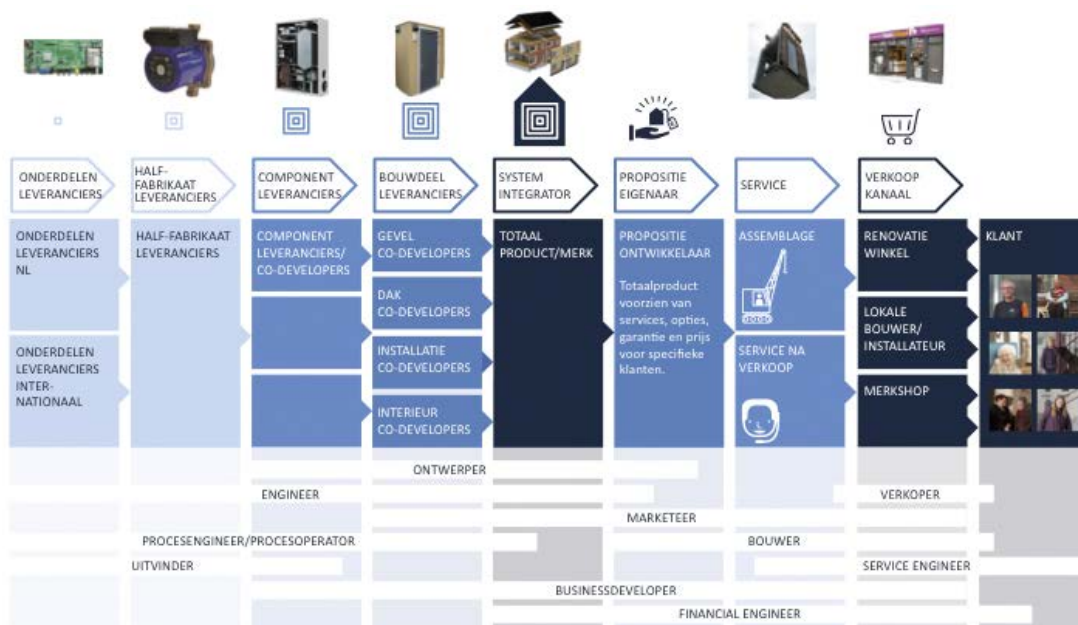 ONDERDELEN
LEVERANCIERS
HALF-
FABRIKAAT
LEVERANCIERS
COMPONENT
LEVERANCIERS
BOUWDEEL
LEVERANCIERS
SYSTEM
INTEGRATOR
PROPOSITIE
EIGENAAR
SERVICE
VERKOOP
KANAAL
ONDERDELEN
LEVERANCIERS
NL
ONDERDELEN
LEVERANCIERS
INTER-
NATIONAAL
HALF-FABRIKAAT
LEVERANCIERS
COMPONENT
LEVERANCIERS/
CO-DEVELOPERS
GEVEL
CO-DEVELOPERS
DAK
CO-DEVELOPERS
INSTALLATIE
CO-DEVELOPERS
INTERIEUR
CO-DEVELOPERS
TOTAAL
PRODUCT/MERK
PROPOSITIE
ONTWIKKELAAR
Totaalproduct
voorzien van
services, opties,
garantie en prijs
voor specifieke
klanten.
ASSEMBLAGE
SERVICE NA
VERKOOP
RENOVATIE
WINKEL
LOKALE
BOUWER/
INSTALLATEUR
MERKSHOP
KLANT
ONTWERPER
ENGINEER
VERKOPER
MARKETEER
PROCESENGINEER/PROCESOPERATOR
BOUWER
UITVINDER
SERVICE ENGINEER
BUSINESSDEVELOPER
FINANCIAL ENGINEER